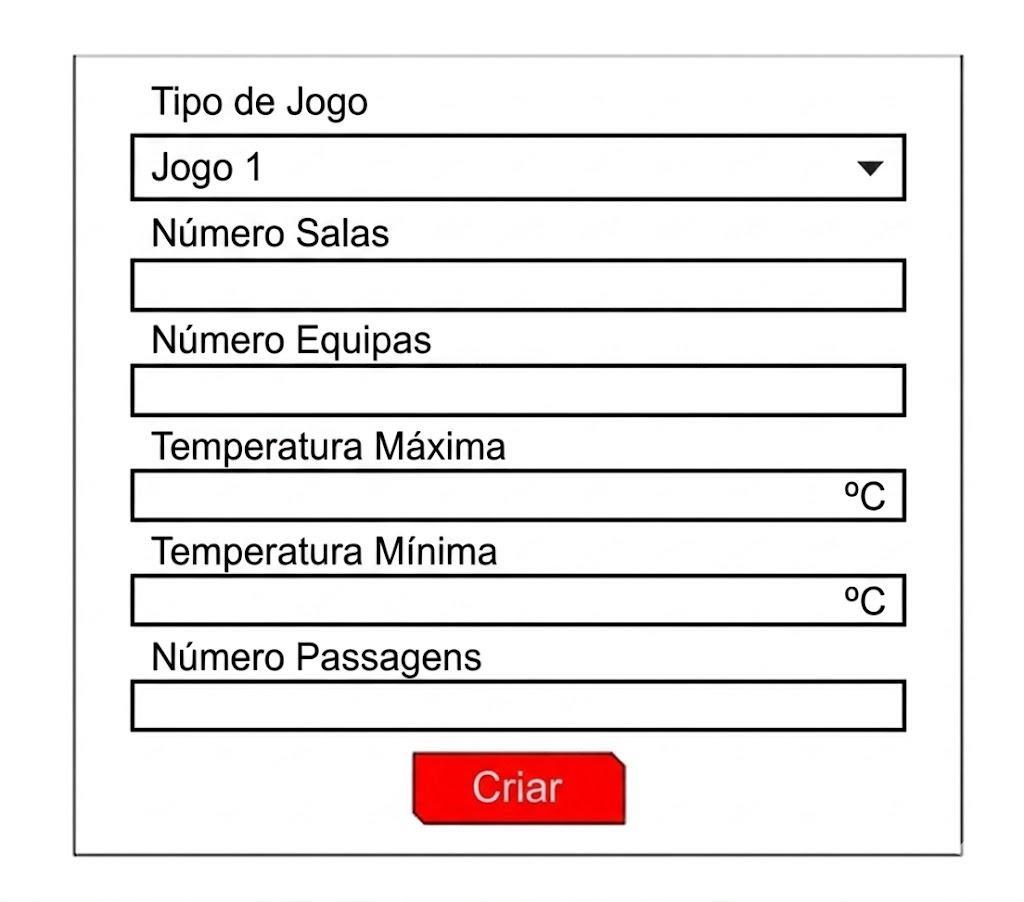 Tipo de Jogo
Jogo 1
Número Salas
Número Equipas
Temperatura Máxima
ºC
Temperatura Mínima
ºC
Número Passagens
Criar